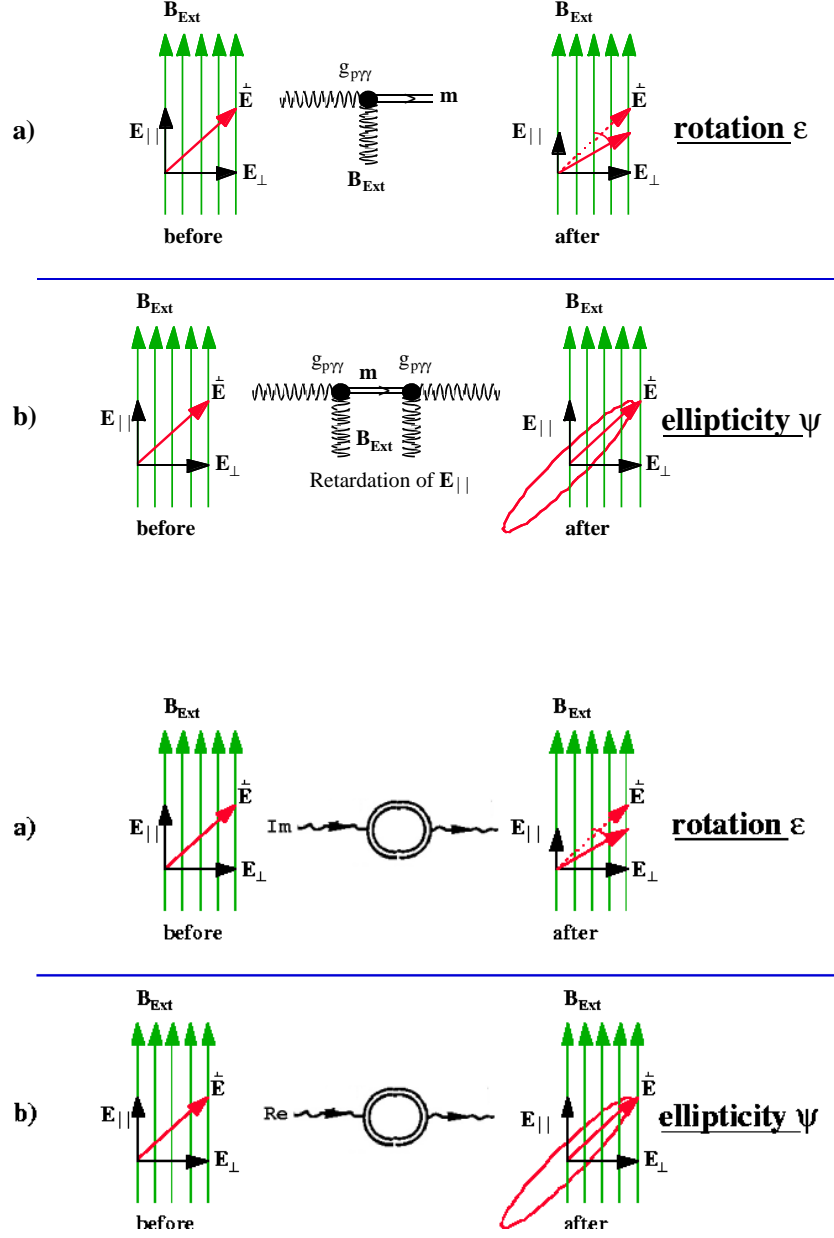 B_Ext B_Ext
g_pγγ
E_|| E m E_|| E
a) rotation ε
E_⊥ B_Ext E_⊥
before after
B_Ext B_Ext
g_pγγ g_pγγ
m
E_|| E E_|| E
b) ellipticity ψ
B_Ext
E_⊥ Retardation of E_|| E_⊥
before after
B_Ext B_Ext
E E
a) E_|| Im E_|| rotation ε
E_⊥ E_⊥
before after
B_Ext B_Ext
E E
b) E_|| Re E_|| ellipticity ψ
E_⊥ E_⊥
before after